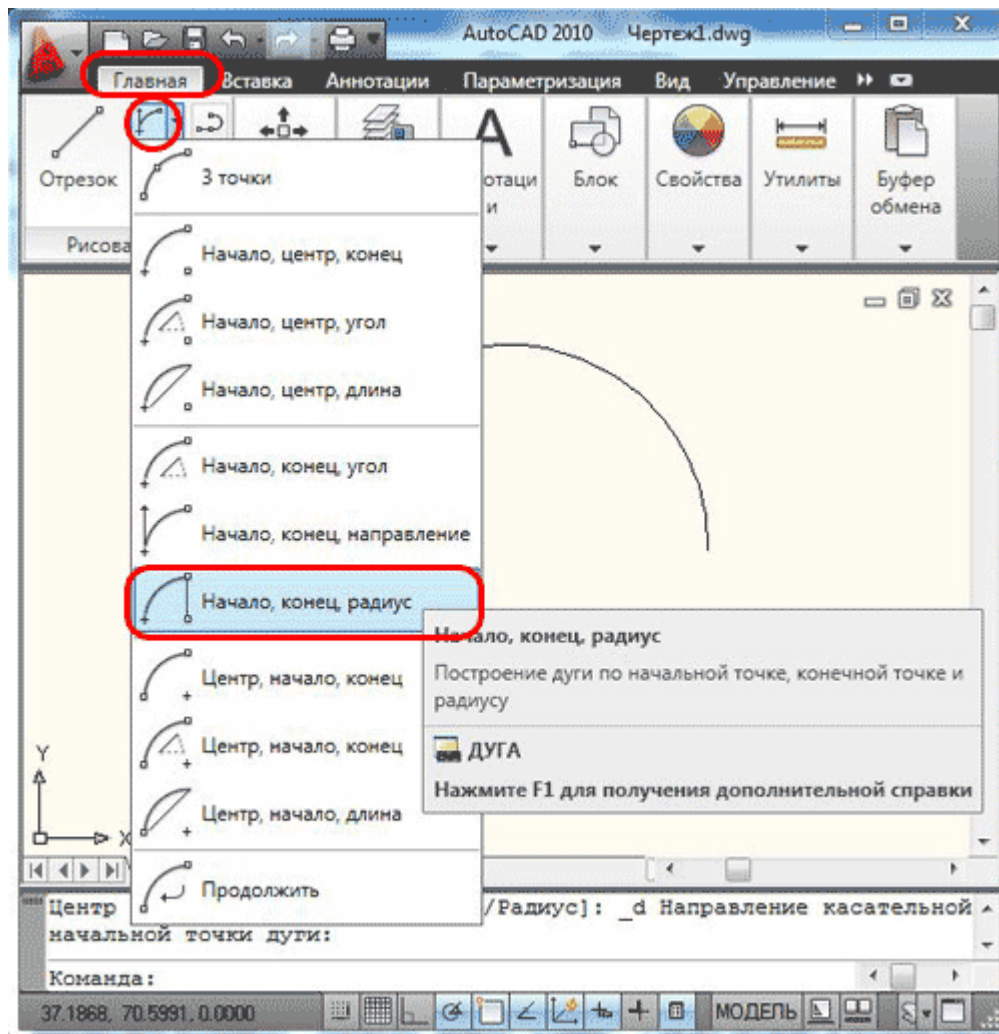 AutoCAD 2010 Чертеж1.dwg
Главная Вставка Аннотации Параметризация Вид Управление
Отрезок
Блок Свойства Утилиты Буфер
обмена
отаци
и
Рисова
3 точки
Начало, центр, конец
Начало, центр, угол
Начало, центр, длина
Начало, конец, угол
Начало, конец, направление
Начало, конец, радиус
Центр, начало, конец
Центр, начало, конец
Центр, начало, длина
Продолжить
Начало, конец, радиус
Построение дуги по начальной точке, конечной точке и
радиусу
ДУГА
Нажмите F1 для получения дополнительной справки
Y
X
Центр /Радиус]: _d Направление касательной
начальной точки дуги:
Команда:
37.1868, 70.5991, 0.0000 МОДЕЛЬ